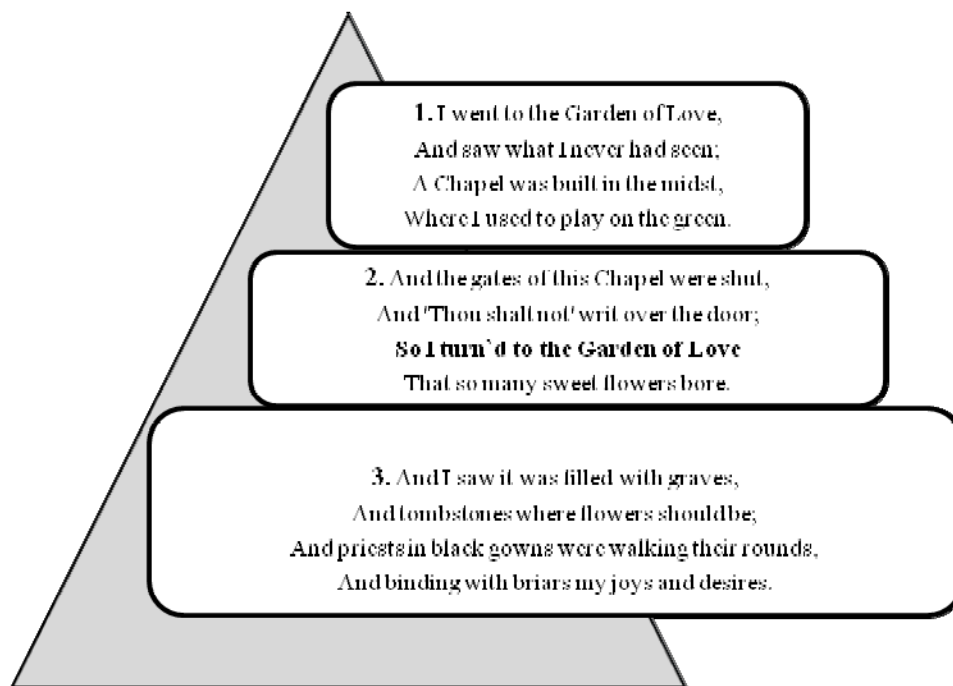 1. I went to the Garden of Love,
And saw what I never had seen;
A Chapel was built in the midst,
Where I used to play on the green.
2. And the gates of this Chapel were shut,
And 'Thou shalt not' writ over the door;
So I turn`d to the Garden of Love
That so many sweet flowers bore.
3. And I saw it was filled with graves,
And tombstones where flowers should be;
And priests in black gowns were walking their rounds,
And binding with briars my joys and desires.